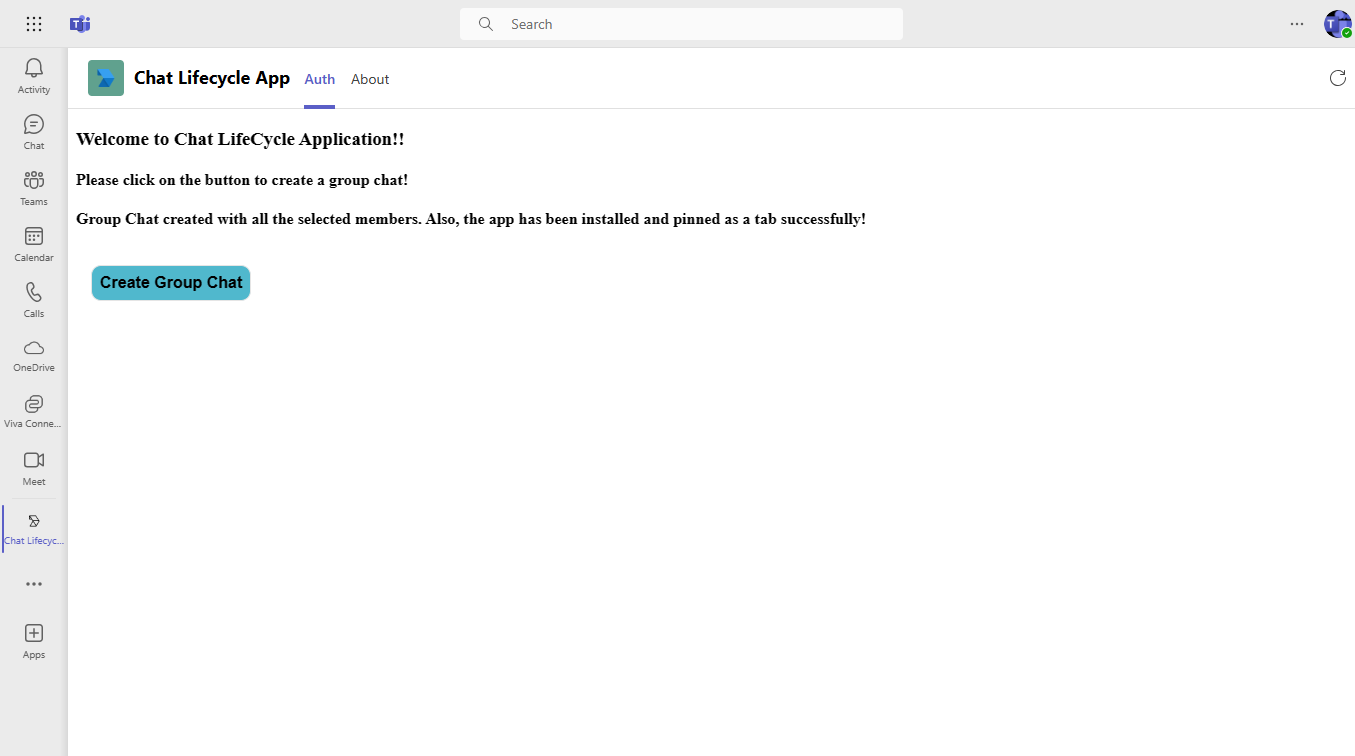 Search
Activity
Chat
Teams
Calendar
Calls
OneDrive
Viva Conne...
Meet
Chat Lifecyc...
Apps
Chat Lifecycle App
Auth
About
Welcome to Chat LifeCycle Application!!
Please click on the button to create a group chat!
Group Chat created with all the selected members. Also, the app has been installed and pinned as a tab successfully!
Create Group Chat